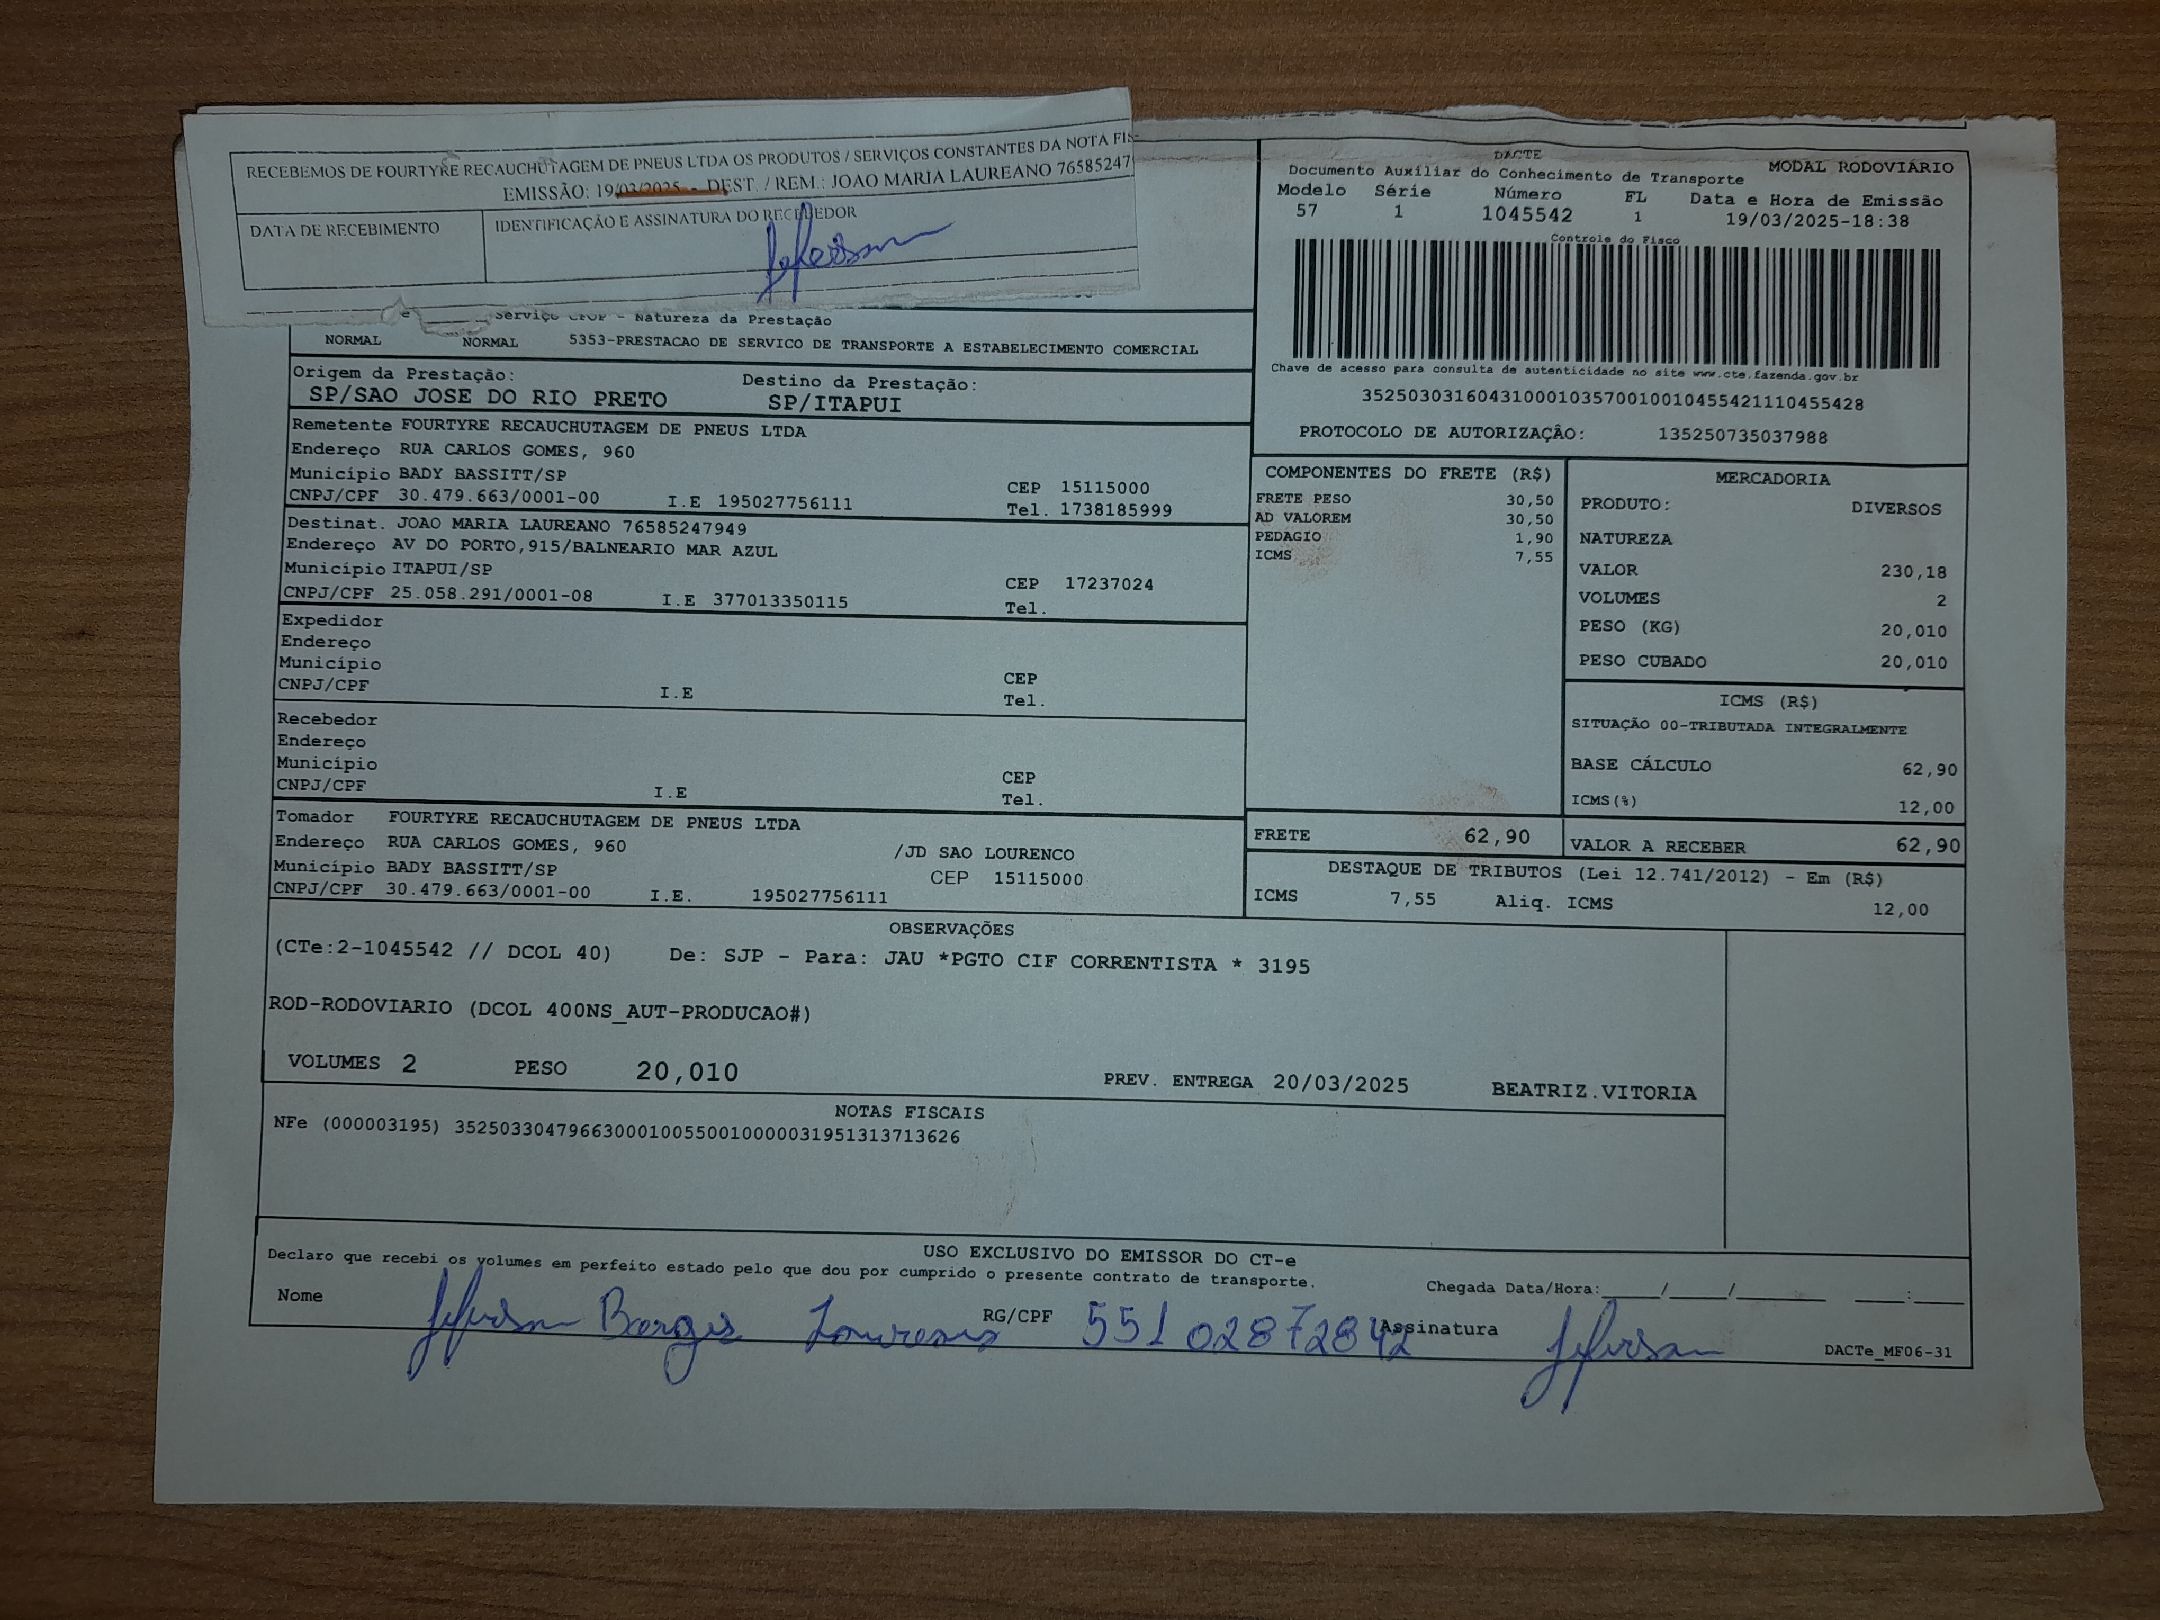 RECEBEMOS DE FOURTYRE RECAUCHUTAGEM DE PNEUS LTDA OS PRODUTOS / SERVIÇOS CONSTANTES DA NOTA FIS
EMISSÃO: 19/03/2025 - DEST. / REM.: JOAO MARIA LAUREANO 76585247
DATA DE RECEBIMENTO
IDENTIFICAÇÃO E ASSINATURA DO RECEBEDOR
Jeferson
DACTE
Documento Auxiliar do Conhecimento de Transporte
MODAL RODOVIÁRIO
Modelo Série Número FL Data e Hora de Emissão
57 1 1045542 1 19/03/2025-18:38
Controle do Fisco
Chave de acesso para consulta de autenticidade no site www.cte.fazenda.gov.br
35250303160431000103570010010455421110455428
PROTOCOLO DE AUTORIZAÇÃO: 135250735037988
Serviço CFOP - Natureza da Prestação
NORMAL NORMAL 5353-PRESTACAO DE SERVICO DE TRANSPORTE A ESTABELECIMENTO COMERCIAL
Origem da Prestação: Destino da Prestação:
SP/SAO JOSE DO RIO PRETO SP/ITAPUI
Remetente FOURTYRE RECAUCHUTAGEM DE PNEUS LTDA
Endereço RUA CARLOS GOMES, 960
Município BADY BASSITT/SP CEP 15115000
CNPJ/CPF 30.479.663/0001-00 I.E 195027756111 Tel. 1738185999
Destinat. JOAO MARIA LAUREANO 76585247949
Endereço AV DO PORTO,915/BALNEARIO MAR AZUL
Município ITAPUI/SP CEP 17237024
CNPJ/CPF 25.058.291/0001-08 I.E 377013350115 Tel.
Expedidor
Endereço
Município CEP
CNPJ/CPF I.E Tel.
Recebedor
Endereço
Município CEP
CNPJ/CPF I.E Tel.
Tomador FOURTYRE RECAUCHUTAGEM DE PNEUS LTDA
Endereço RUA CARLOS GOMES, 960 /JD SAO LOURENCO
Município BADY BASSITT/SP CEP 15115000
CNPJ/CPF 30.479.663/0001-00 I.E. 195027756111
COMPONENTES DO FRETE (R$)
FRETE PESO 30,50
AD VALOREM 30,50
PEDAGIO 1,90
ICMS 7,55
MERCADORIA
PRODUTO: DIVERSOS
NATUREZA
VALOR 230,18
VOLUMES 2
PESO (KG) 20,010
PESO CUBADO 20,010
ICMS (R$)
SITUAÇÃO 00-TRIBUTADA INTEGRALMENTE
BASE CÁLCULO 62,90
ICMS(%) 12,00
FRETE 62,90
VALOR A RECEBER 62,90
DESTAQUE DE TRIBUTOS (Lei 12.741/2012) - Em (R$)
ICMS 7,55 Aliq. ICMS 12,00
OBSERVAÇÕES
(CTe:2-1045542 // DCOL 40) De: SJP - Para: JAU *PGTO CIF CORRENTISTA * 3195
ROD-RODOVIARIO (DCOL 400NS_AUT-PRODUCAO#)
VOLUMES 2 PESO 20,010 PREV. ENTREGA 20/03/2025 BEATRIZ.VITORIA
NOTAS FISCAIS
NFe (000003195) 35250330479663000100550010000031951313713626
USO EXCLUSIVO DO EMISSOR DO CT-e
Declaro que recebi os volumes em perfeito estado pelo que dou por cumprido o presente contrato de transporte.
Chegada Data/Hora:_____/_____/_______ ____:____
Nome Jeferson Borges Loureano RG/CPF 55102872842 Assinatura Jeferson
DACTe_MF06-31